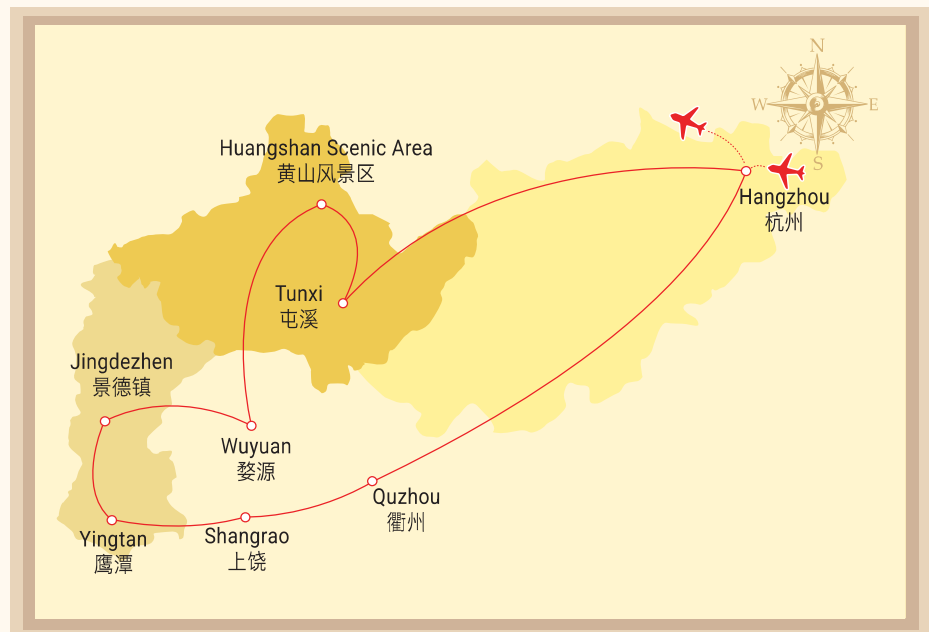 N
W
E
S
Huangshan Scenic Area
黄山风景区
Hangzhou
杭州
Tunxi
屯溪
Jingdezhen
景德镇
Wuyuan
婺源
Quzhou
衢州
Yingtan
鹰潭
Shangrao
上饶